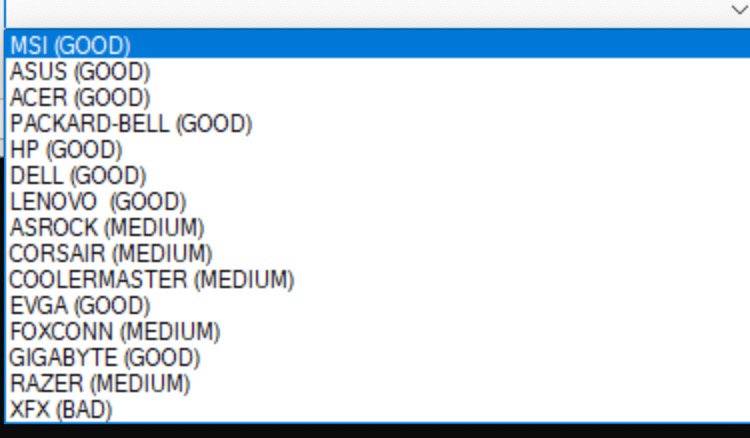 MSI (GOOD)
ASUS (GOOD)
ACER (GOOD)
PACKARD-BELL (GOOD)
HP (GOOD)
DELL (GOOD)
LENOVO  (GOOD)
ASROCK (MEDIUM)
CORSAIR (MEDIUM)
COOLERMASTER (MEDIUM)
EVGA (GOOD)
FOXCONN (MEDIUM)
GIGABYTE (GOOD)
RAZER (MEDIUM)
XFX (BAD)